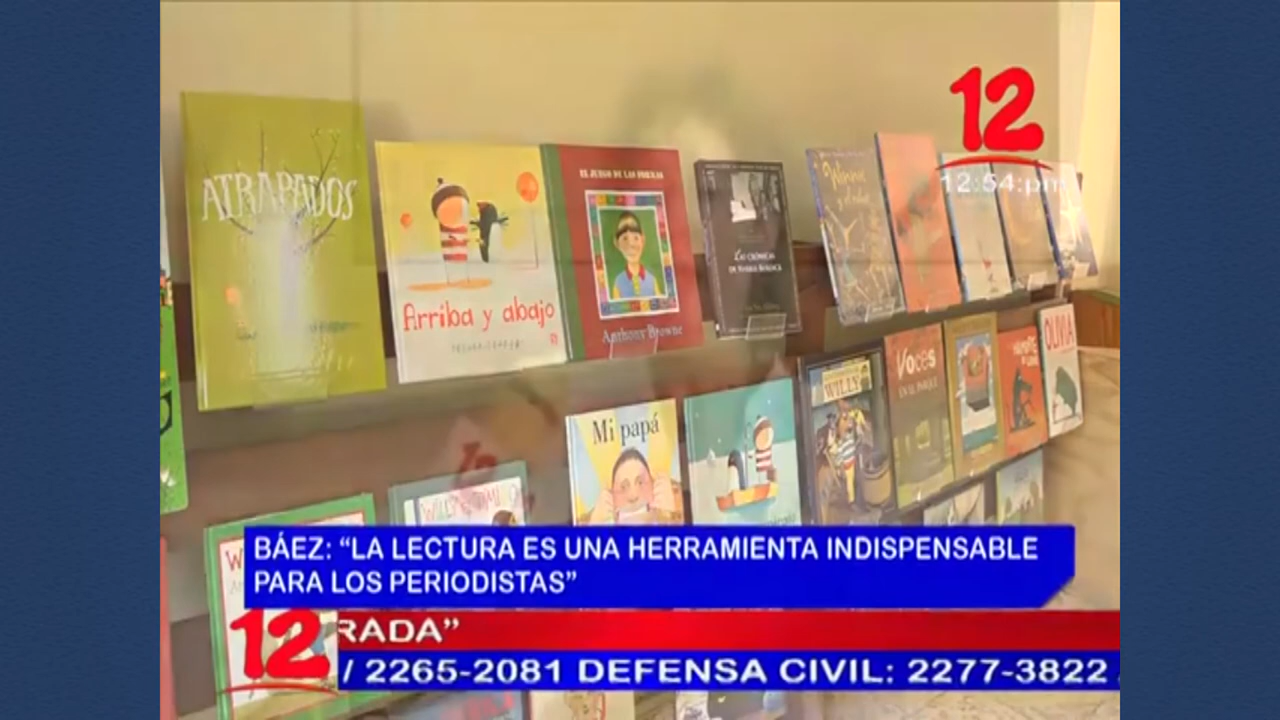 12
12:54:pm
ATRAPADOS
Arriba y abajo
EL JUEGO DE LAS FORMAS
Anthony Browne
LAS CRÓNICAS
DE HARRIS BURDICK
Winnie
Mi papá
WILLY
Voces
EN EL PARQUE
OLIVIA
BÁEZ: “LA LECTURA ES UNA HERRAMIENTA INDISPENSABLE
PARA LOS PERIODISTAS”
12
RADA”
/ 2265-2081 DEFENSA CIVIL: 2277-3822